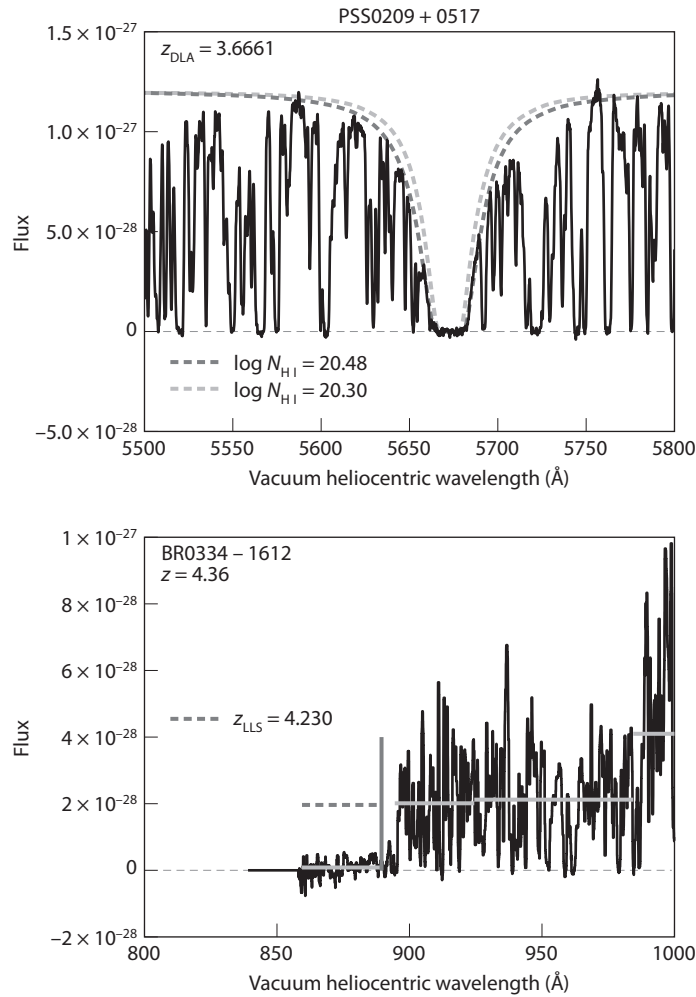 PSS0209 + 0517
1.5 × 10⁻²⁷
z_DLA = 3.6661
1.0 × 10⁻²⁷
Flux
5.0 × 10⁻²⁸
0
log N_H I = 20.48
log N_H I = 20.30
−5.0 × 10⁻²⁸
5500 5550 5600 5650 5700 5750 5800
Vacuum heliocentric wavelength (Å)
1 × 10⁻²⁷
BR0334 – 1612
z = 4.36
8 × 10⁻²⁸
6 × 10⁻²⁸
z_LLS = 4.230
Flux
4 × 10⁻²⁸
2 × 10⁻²⁸
0
−2 × 10⁻²⁸
800 850 900 950 1000
Vacuum heliocentric wavelength (Å)